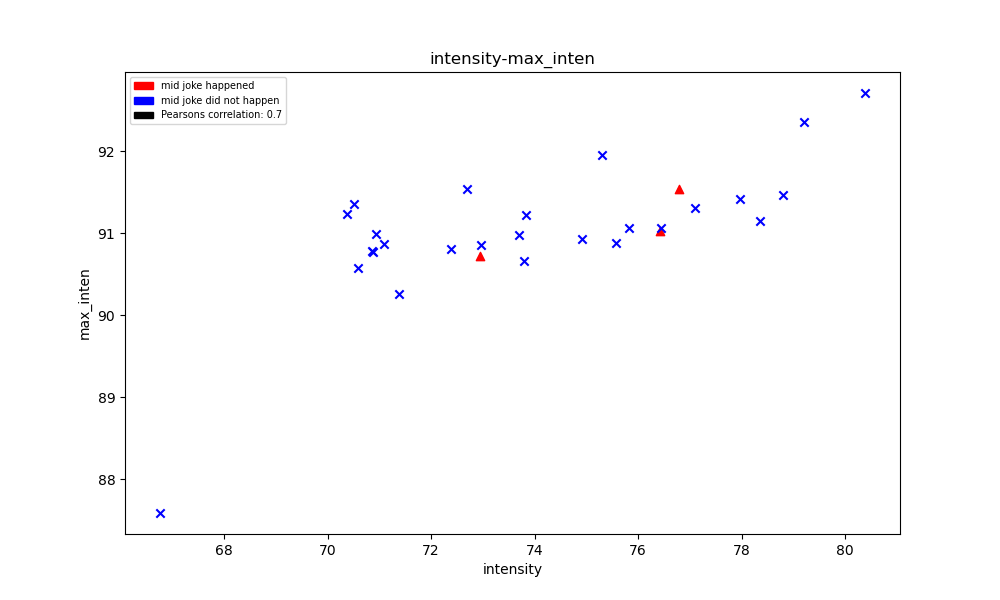 intensity-max_inten
mid joke happened
mid joke did not happen
Pearsons correlation: 0.7
92
91
90
89
88
max_inten
68 70 72 74 76 78 80
intensity